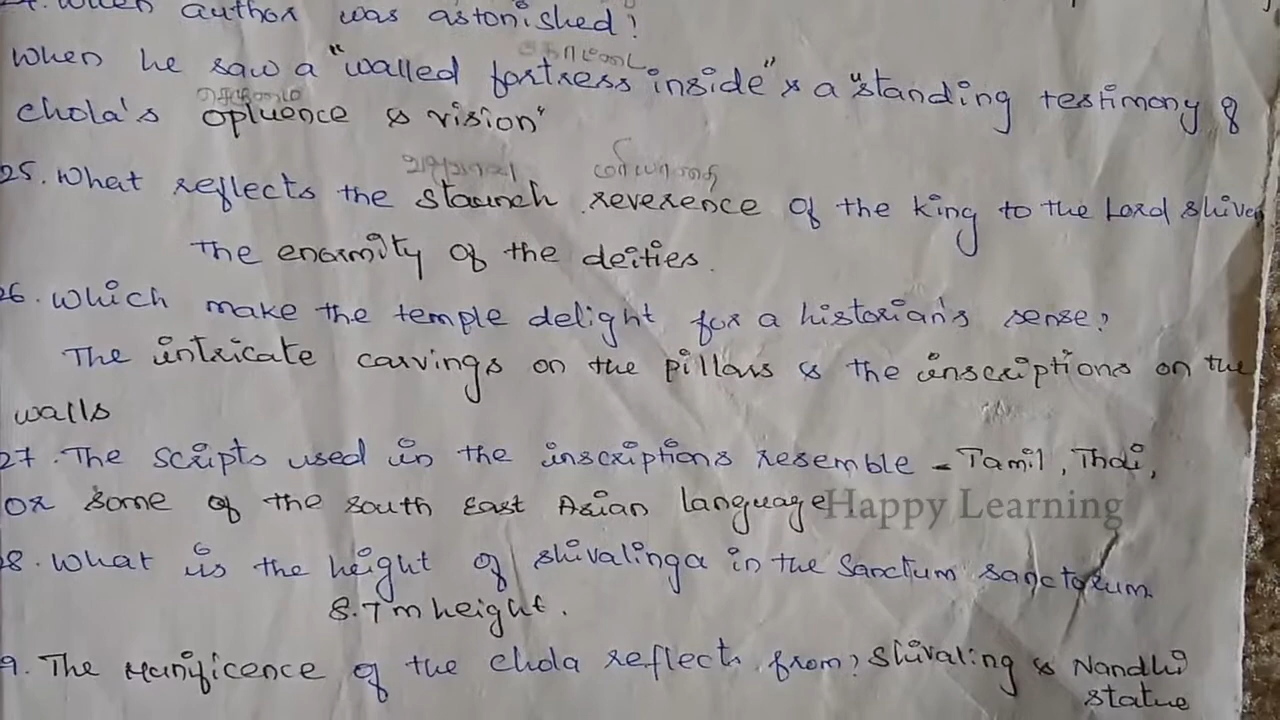 24. When author was astonished?
When he saw a "walled fortress inside" & a "standing testimony of
chola's opluence & vision"
25. What reflects the staunch reverence of the king to the Lord shiva
The enormity of the deities.
26. Which make the temple delight for a historian's sense?
The intricate carvings on the pillars & the inscriptions on the
walls
27. The scripts used in the inscriptions resemble - Tamil, Thai,
or some of the south East Asian language
Happy Learning
28. What is the height of shivalinga in the Sanctum sanctorum.
8.7m height.
9. The Munificence of the chola reflects from? Shivaling & Nandhi
statue